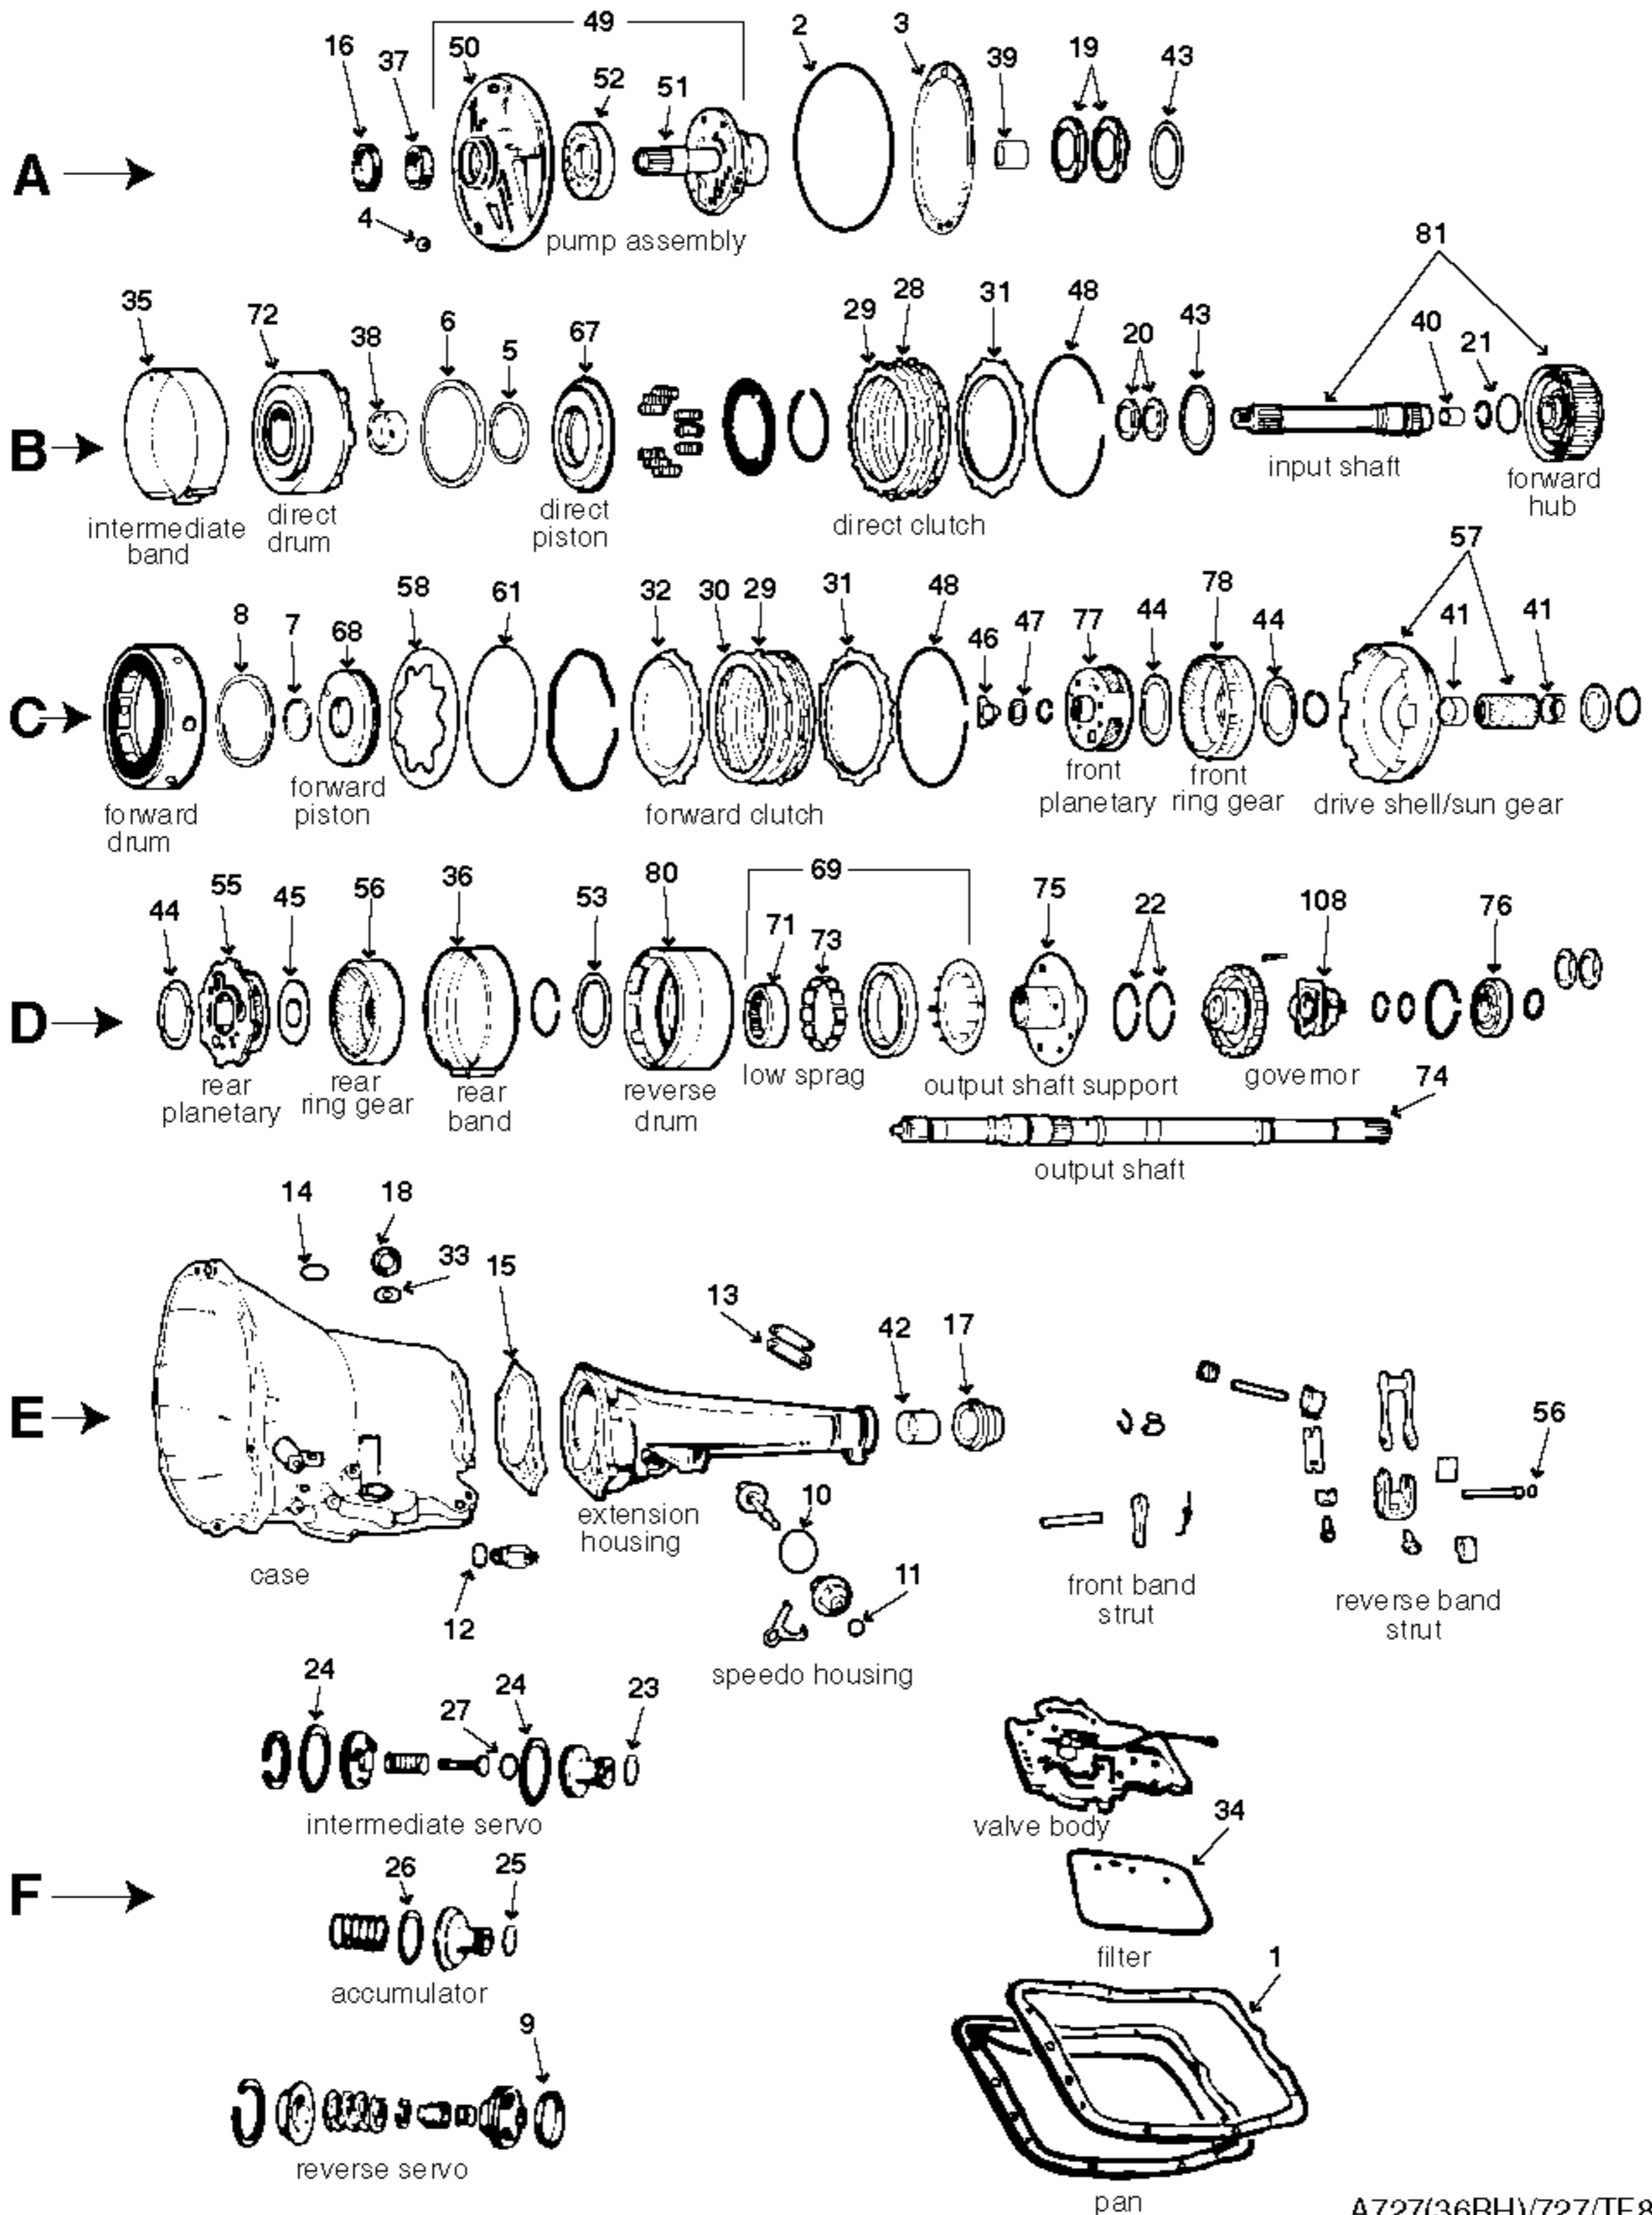 49
16
37
50
52
51
2
3
39
19
43
A
4
pump assembly
81
35
72
38
6
5
67
29
28
31
48
20
43
40
21
B
intermediate
band
direct
drum
direct
piston
direct clutch
input shaft
forward
hub
57
8
7
68
58
61
32
30
29
31
48
46
47
77
44
78
44
41
41
C
forward
drum
forward
piston
forward clutch
front
planetary
front
ring gear
drive shell/sun gear
44
55
45
56
36
53
80
69
71
73
75
22
108
76
D
rear
planetary
rear
ring gear
rear
band
reverse
drum
low sprag
output shaft support
governor
74
output shaft
14
18
33
15
13
42
17
56
E
10
11
12
case
extension
housing
speedo housing
front band
strut
reverse band
strut
24
27
24
23
intermediate servo
valve body
34
F
26
25
accumulator
filter
1
9
reverse servo
pan
A727(36RH)/727/TF8